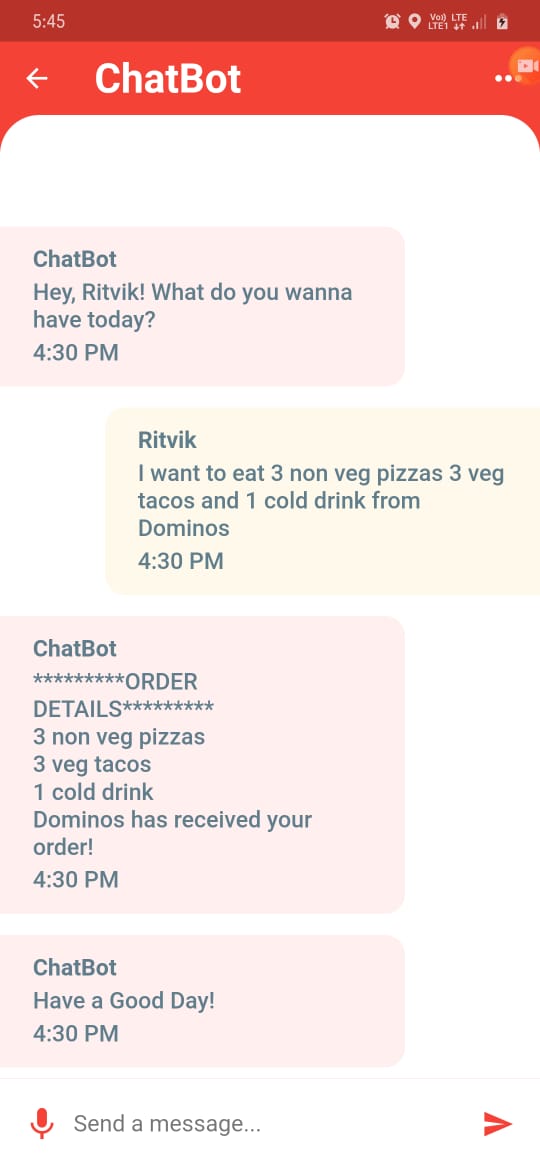 5:45
Vo)) LTE
LTE1
ChatBot
ChatBot
Hey, Ritvik! What do you wanna
have today?
4:30 PM
Ritvik
I want to eat 3 non veg pizzas 3 veg
tacos and 1 cold drink from
Dominos
4:30 PM
ChatBot
*********ORDER
DETAILS*********
3 non veg pizzas
3 veg tacos
1 cold drink
Dominos has received your
order!
4:30 PM
ChatBot
Have a Good Day!
4:30 PM
Send a message...